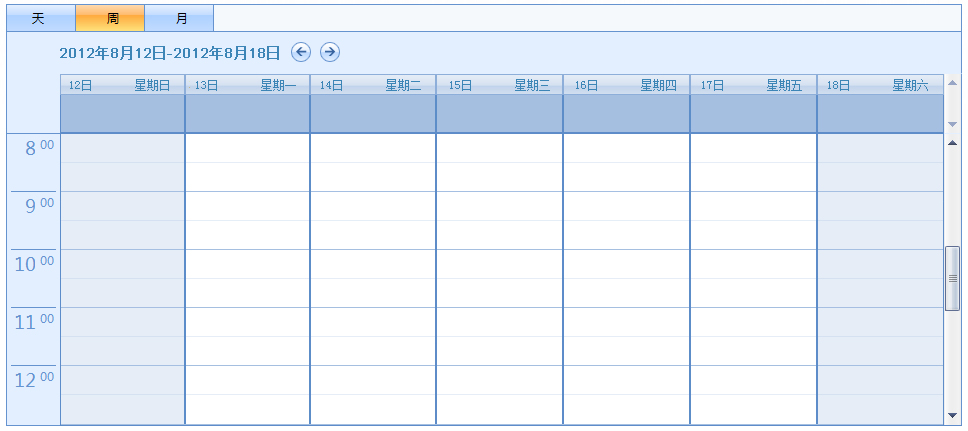 天 周 月
2012年8月12日-2012年8月18日
12日 星期日 13日 星期一 14日 星期二 15日 星期三 16日 星期四 17日 星期五 18日 星期六
8 00
9 00
10 00
11 00
12 00